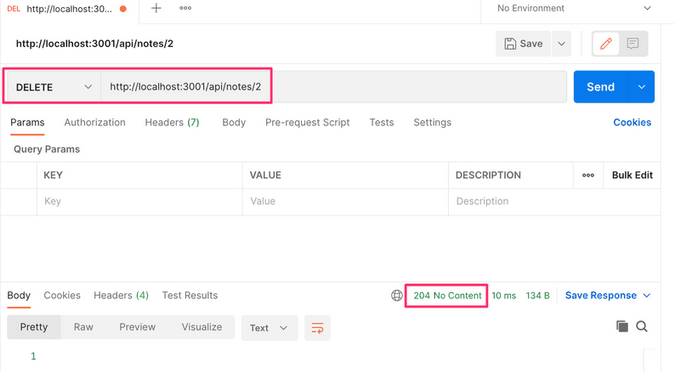 DEL http://localhost:30... + ooo No Environment
http://localhost:3001/api/notes/2 Save
DELETE http://localhost:3001/api/notes/2 Send
Params Authorization Headers (7) Body Pre-request Script Tests Settings Cookies
Query Params
KEY VALUE DESCRIPTION ooo Bulk Edit
Key Value Description
Body Cookies Headers (4) Test Results 204 No Content 10 ms 134 B Save Response
Pretty Raw Preview Visualize Text
1